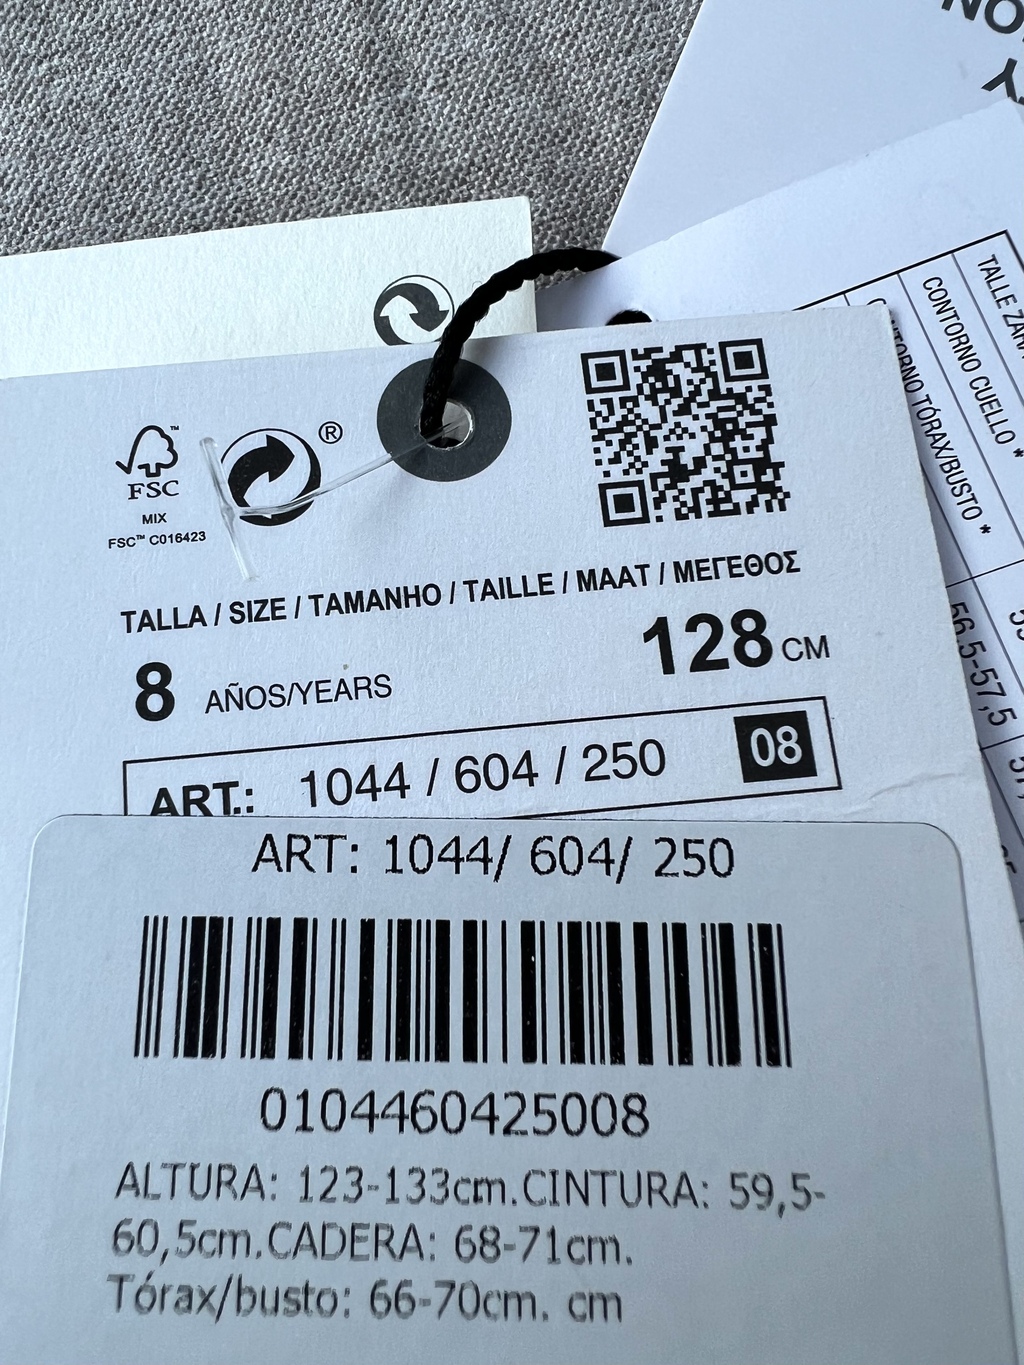 TALLE
CONTORNO CUELLO *
TÓRAX/BUSTO *
56,5-57,5
®
FSC™
MIX
FSC™ C016423
TALLA / SIZE / TAMANHO / TAILLE / MAAT / ΜΕΓΕΘΟΣ
8 AÑOS/YEARS 128 CM
ART.: 1044 / 604 / 250 08
ART: 1044/ 604/ 250
0104460425008
ALTURA: 123-133cm.CINTURA: 59,5-
60,5cm.CADERA: 68-71cm.
Tórax/busto: 66-70cm. cm